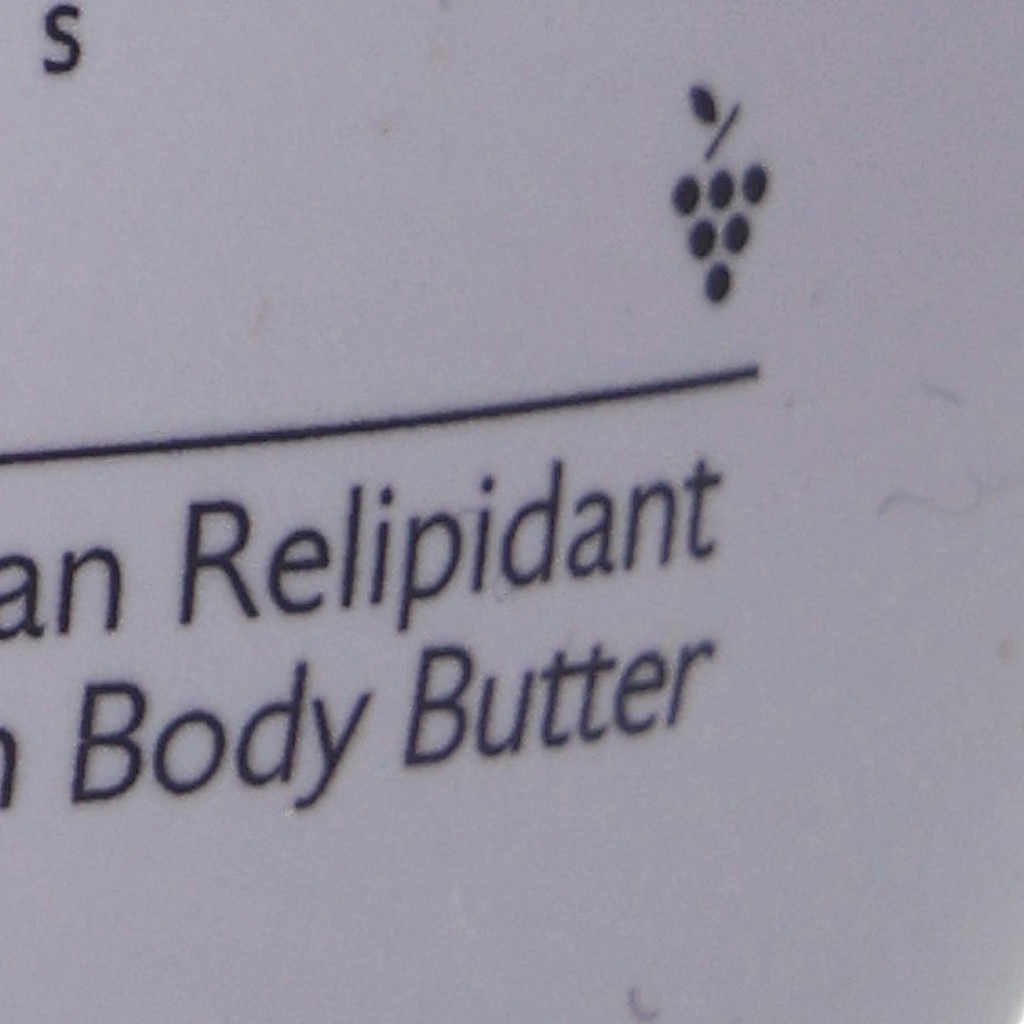 s
an Relipidant
n Body Butter